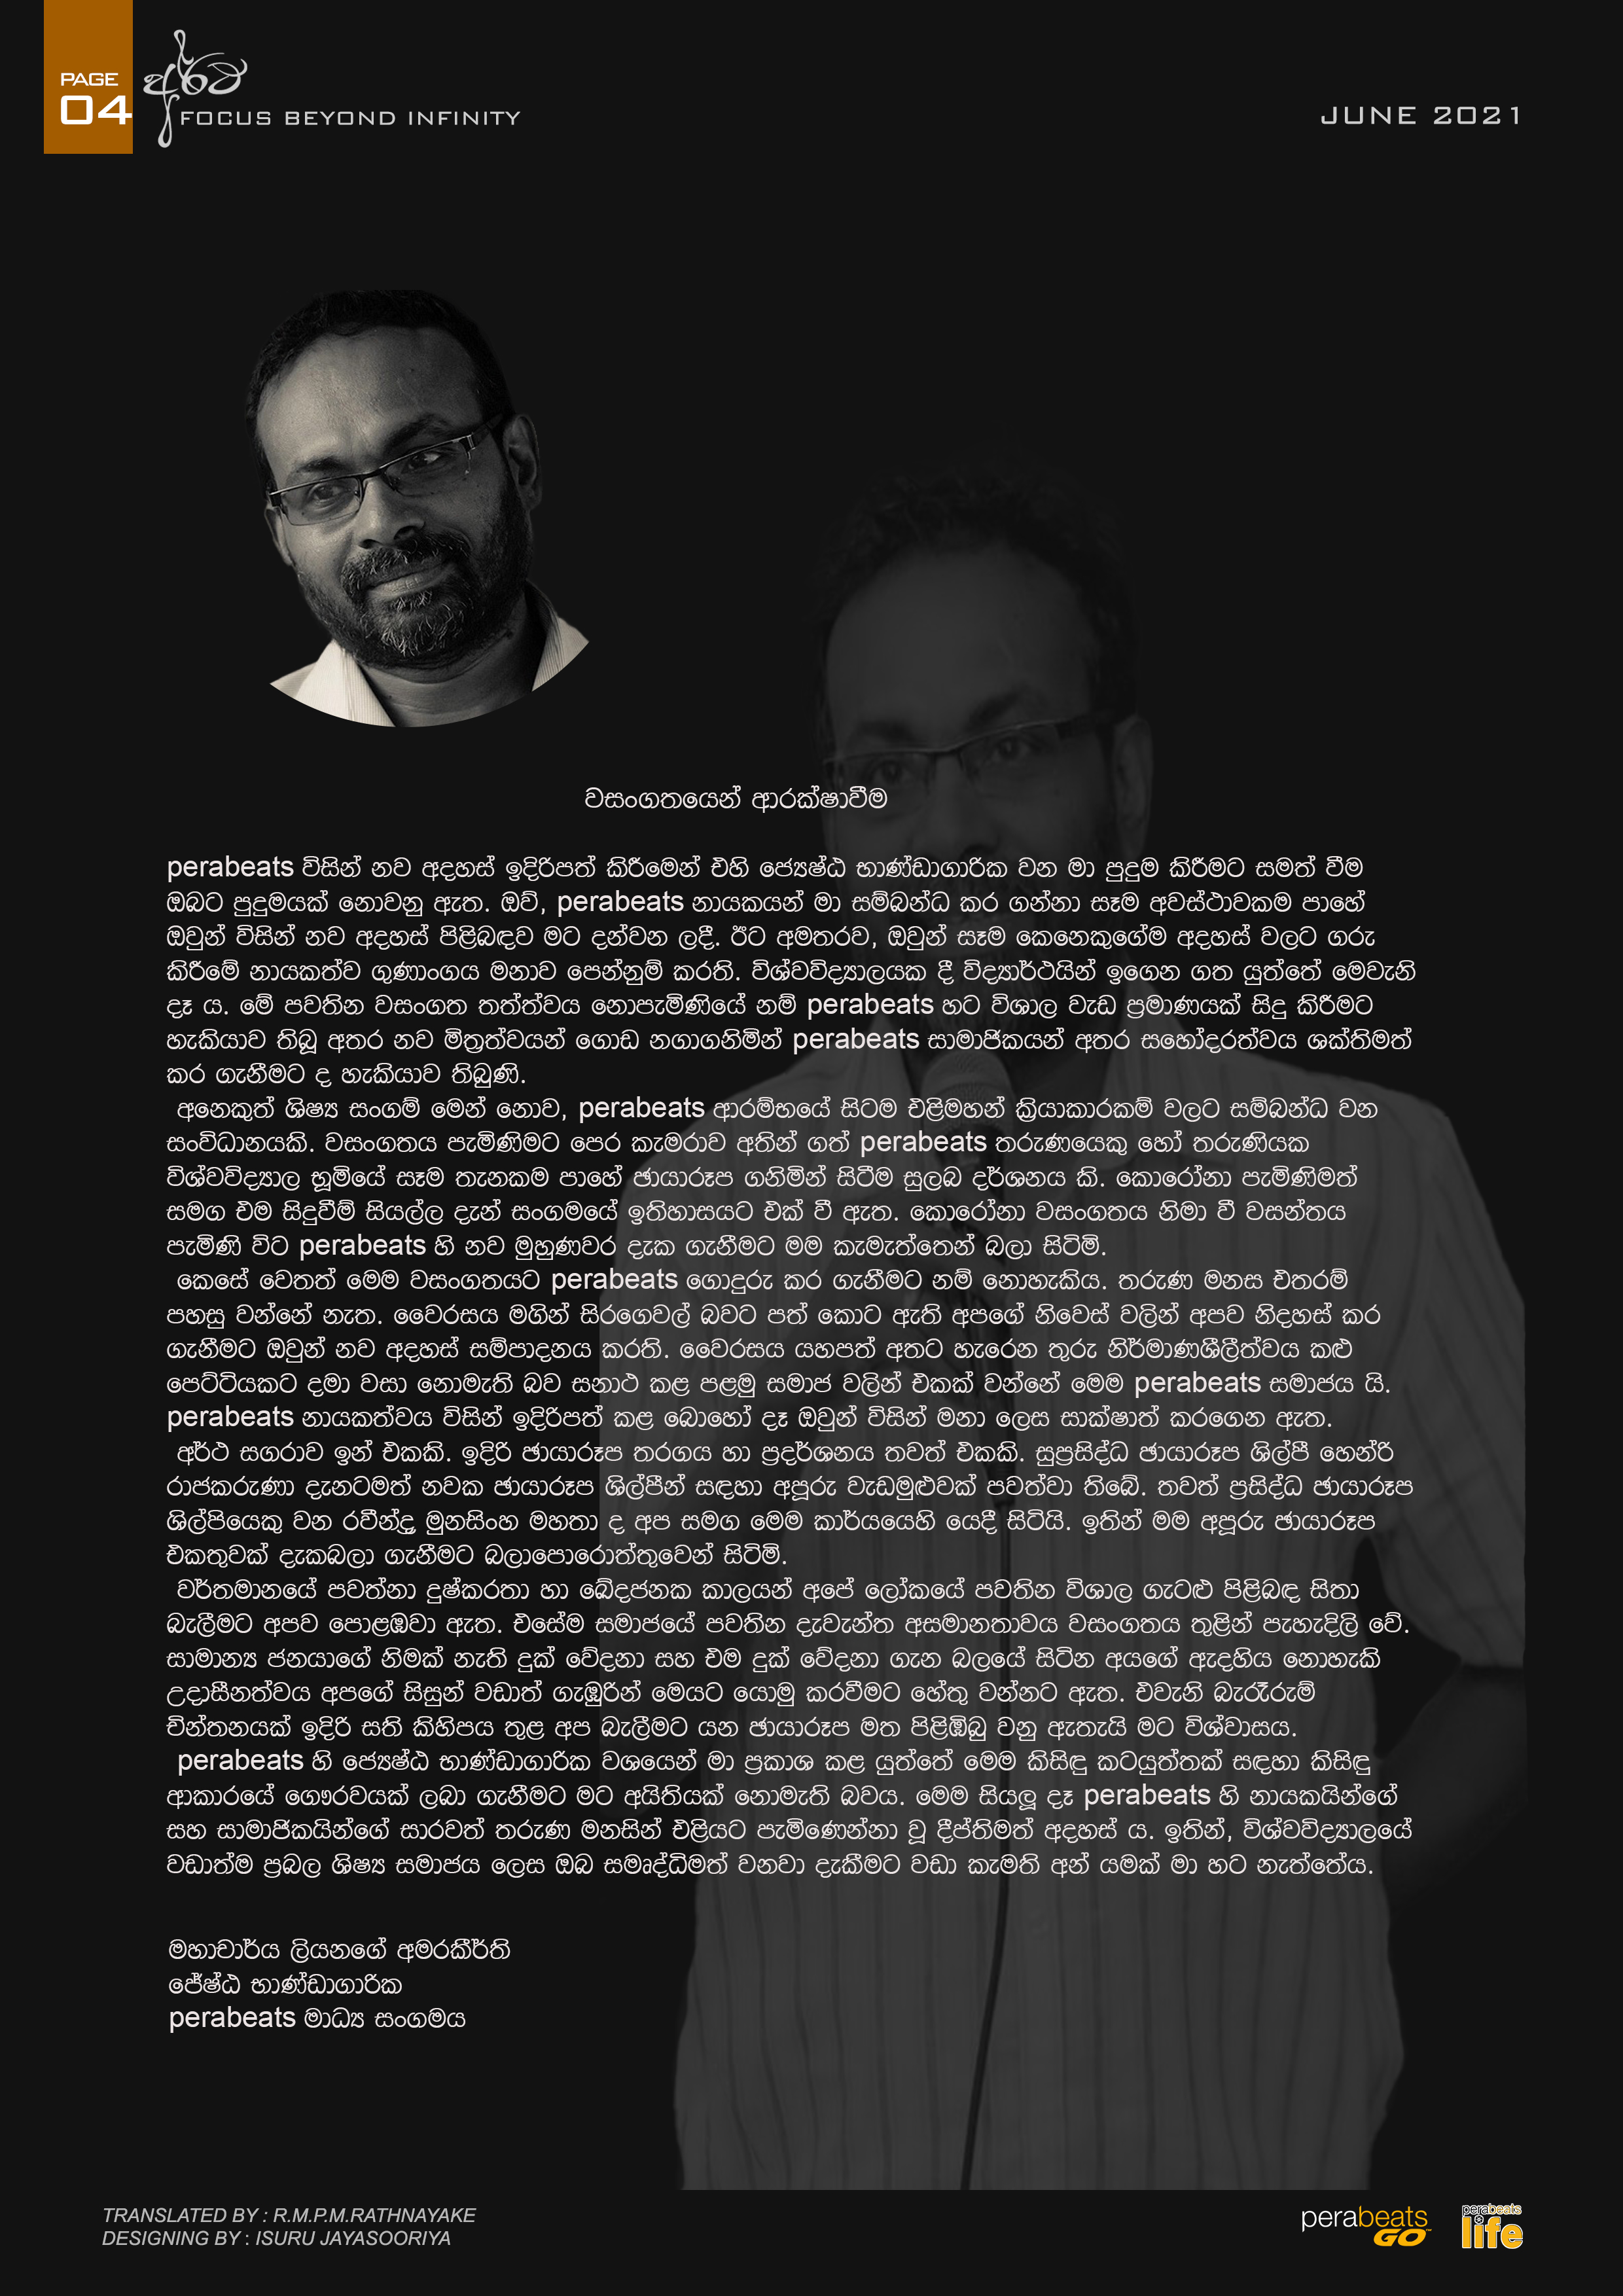 PAGE
04
අර්ථ
FOCUS BEYOND INFINITY
JUNE 2021
වසංගතයෙන් ආරක්ෂාවීම
perabeats විසින් නව අදහස් ඉදිරිපත් කිරීමෙන් එහි ජ්‍යෙෂ්ඨ භාණ්ඩාගාරික වන මා පුදුම කිරීමට සමත් වීම
ඔබට පුදුමයක් නොවනු ඇත. ඔව්, perabeats නායකයන් මා සම්බන්ධ කර ගන්නා සෑම අවස්ථාවකම පාහේ
ඔවුන් විසින් නව අදහස් පිළිබඳව මට දන්වන ලදී. ඊට අමතරව, ඔවුන් සෑම කෙනෙකුගේම අදහස් වලට ගරු
කිරීමේ නායකත්ව ගුණාංගය මනාව පෙන්නුම් කරති. විශ්වවිද්‍යාලයක දී විද්‍යාර්ථයින් ඉගෙන ගත යුත්තේ මෙවැනි
දෑ ය. මේ පවතින වසංගත තත්ත්වය නොපැමිණියේ නම් perabeats හට විශාල වැඩ ප්‍රමාණයක් සිදු කිරීමට
හැකියාව තිබූ අතර නව මිත්‍රත්වයන් ගොඩ නගාගනිමින් perabeats සාමාජිකයන් අතර සහෝදරත්වය ශක්තිමත්
කර ගැනීමට ද හැකියාව තිබුණි.
අනෙකුත් ශිෂ්‍ය සංගම් මෙන් නොව, perabeats ආරම්භයේ සිටම එළිමහන් ක්‍රියාකාරකම් වලට සම්බන්ධ වන
සංවිධානයකි. වසංගතය පැමිණිමට පෙර කැමරාව අතින් ගත් perabeats තරුණයෙකු හෝ තරුණියක
විශ්වවිද්‍යාල භූමියේ සෑම තැනකම පාහේ ඡායාරූප ගනිමින් සිටීම සුලබ දර්ශනය කි. කොරෝනා පැමිණිමත්
සමග එම සිදුවීම් සියල්ල දැන් සංගමයේ ඉතිහාසයට එක් වී ඇත. කොරෝනා වසංගතය නිමා වී වසන්තය
පැමිණි විට perabeats හි නව මුහුණවර දැක ගැනීමට මම කැමැත්තෙන් බලා සිටිමි.
කෙසේ වෙතත් මෙම වසංගතයට perabeats ගොදුරු කර ගැනීමට නම් නොහැකිය. තරුණ මනස එතරම්
පහසු වන්නේ නැත. වෛරසය මගින් සිරගෙවල් බවට පත් කොට ඇති අපගේ නිවෙස් වලින් අපව නිදහස් කර
ගැනීමට ඔවුන් නව අදහස් සම්පාදනය කරති. වෛරසය යහපත් අතට හැරෙන තුරු නිර්මාණශීලීත්වය කළු
පෙට්ටියකට දමා වසා නොමැති බව සනාථ කළ පළමු සමාජ වලින් එකක් වන්නේ මෙම perabeats සමාජය යි.
perabeats නායකත්වය විසින් ඉදිරිපත් කළ බොහෝ දෑ ඔවුන් විසින් මනා ලෙස සාක්ෂාත් කරගෙන ඇත.
අර්ථ සගරාව ඉන් එකකි. ඉදිරි ඡායාරූප තරගය හා ප්‍රදර්ශනය තවත් එකකි. සුප්‍රසිද්ධ ඡායාරූප ශිල්පී හෙන්රි
රාජකරුණා දැනටමත් නවක ඡායාරූප ශිල්පීන් සඳහා අපූරු වැඩමුළුවක් පවත්වා තිබේ. තවත් ප්‍රසිද්ධ ඡායාරූප
ශිල්පියෙකු වන රවීන්ද්‍ර මුනසිංහ මහතා ද අප සමග මෙම කාර්යයෙහි යෙදී සිටියි. ඉතින් මම අපූරු ඡායාරූප
එකතුවක් දැකබලා ගැනීමට බලාපොරොත්තුවෙන් සිටිමි.
වර්තමානයේ පවත්නා දුෂ්කරතා හා ඛේදජනක කාලයන් අපේ ලෝකයේ පවතින විශාල ගැටළු පිළිබඳ සිතා
බැලීමට අපව පොළඹවා ඇත. එසේම සමාජයේ පවතින දැවැන්ත අසමානතාවය වසංගතය තුළින් පැහැදිලි වේ.
සාමාන්‍ය ජනයාගේ නිමක් නැති දුක් වේදනා සහ එම දුක් වේදනා ගැන බලයේ සිටින අයගේ ඇදහිය නොහැකි
උදාසීනත්වය අපගේ සිසුන් වඩාත් ගැඹුරින් මෙයට යොමු කරවීමට හේතු වන්නට ඇත. එවැනි බැරෑරුම්
චින්තනයක් ඉදිරි සති කිහිපය තුළ අප බැලීමට යන ඡායාරූප මත පිළිඹිබු වනු ඇතැයි මට විශ්වාසය.
perabeats හි ජ්‍යෙෂ්ඨ භාණ්ඩාගාරික වශයෙන් මා ප්‍රකාශ කළ යුත්තේ මෙම කිසිඳු කටයුත්තක් සඳහා කිසිඳු
ආකාරයේ ගෞරවයක් ලබා ගැනීමට මට අයිතියක් නොමැති බවය. මෙම සියලූ දෑ perabeats හි නායකයින්ගේ
සහ සාමාජිකයින්ගේ සාරවත් තරුණ මනසින් එළියට පැමිණෙන්නා වූ දීප්තිමත් අදහස් ය. ඉතින්, විශ්වවිද්‍යාලයේ
වඩාත්ම ප්‍රබල ශිෂ්‍ය සමාජය ලෙස ඔබ සමෘද්ධිමත් වනවා දැකීමට වඩා කැමති අන් යමක් මා හට නැත්තේය.
මහාචාර්ය ලියනගේ අමරකීර්ති
ජේෂ්ඨ භාණ්ඩාගාරික
perabeats මාධ්‍ය සංගමය
TRANSLATED BY : R.M.P.M.RATHNAYAKE
DESIGNING BY : ISURU JAYASOORIYA
perabeats
GO
perabeats
life